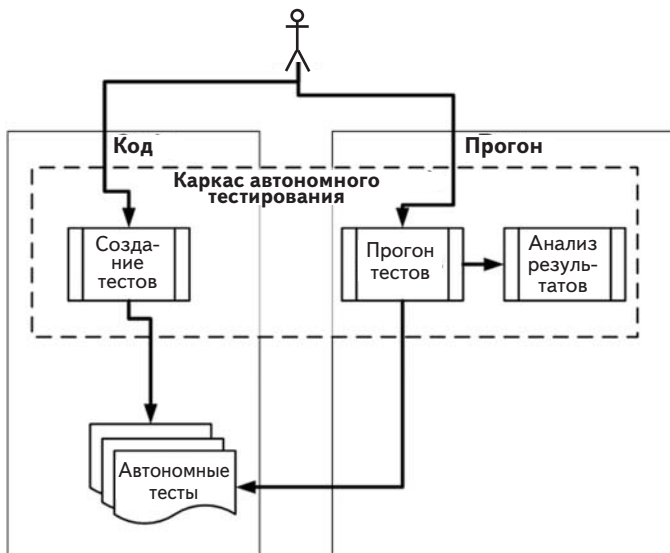 Код
Прогон
Каркас автономного
тестирования
Созда-
ние
тестов
Прогон
тестов
Анализ
резуль-
татов
Автономные
тесты